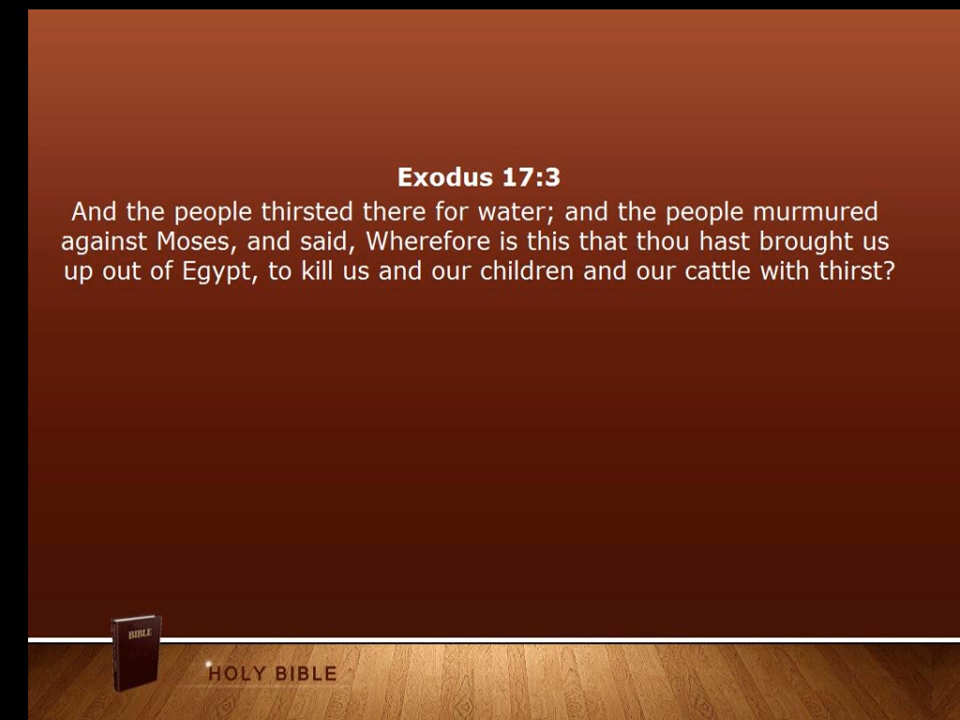 Exodus 17:3
And the people thirsted there for water; and the people murmured
against Moses, and said, Wherefore is this that thou hast brought us
up out of Egypt, to kill us and our children and our cattle with thirst?
BIBLE
HOLY BIBLE